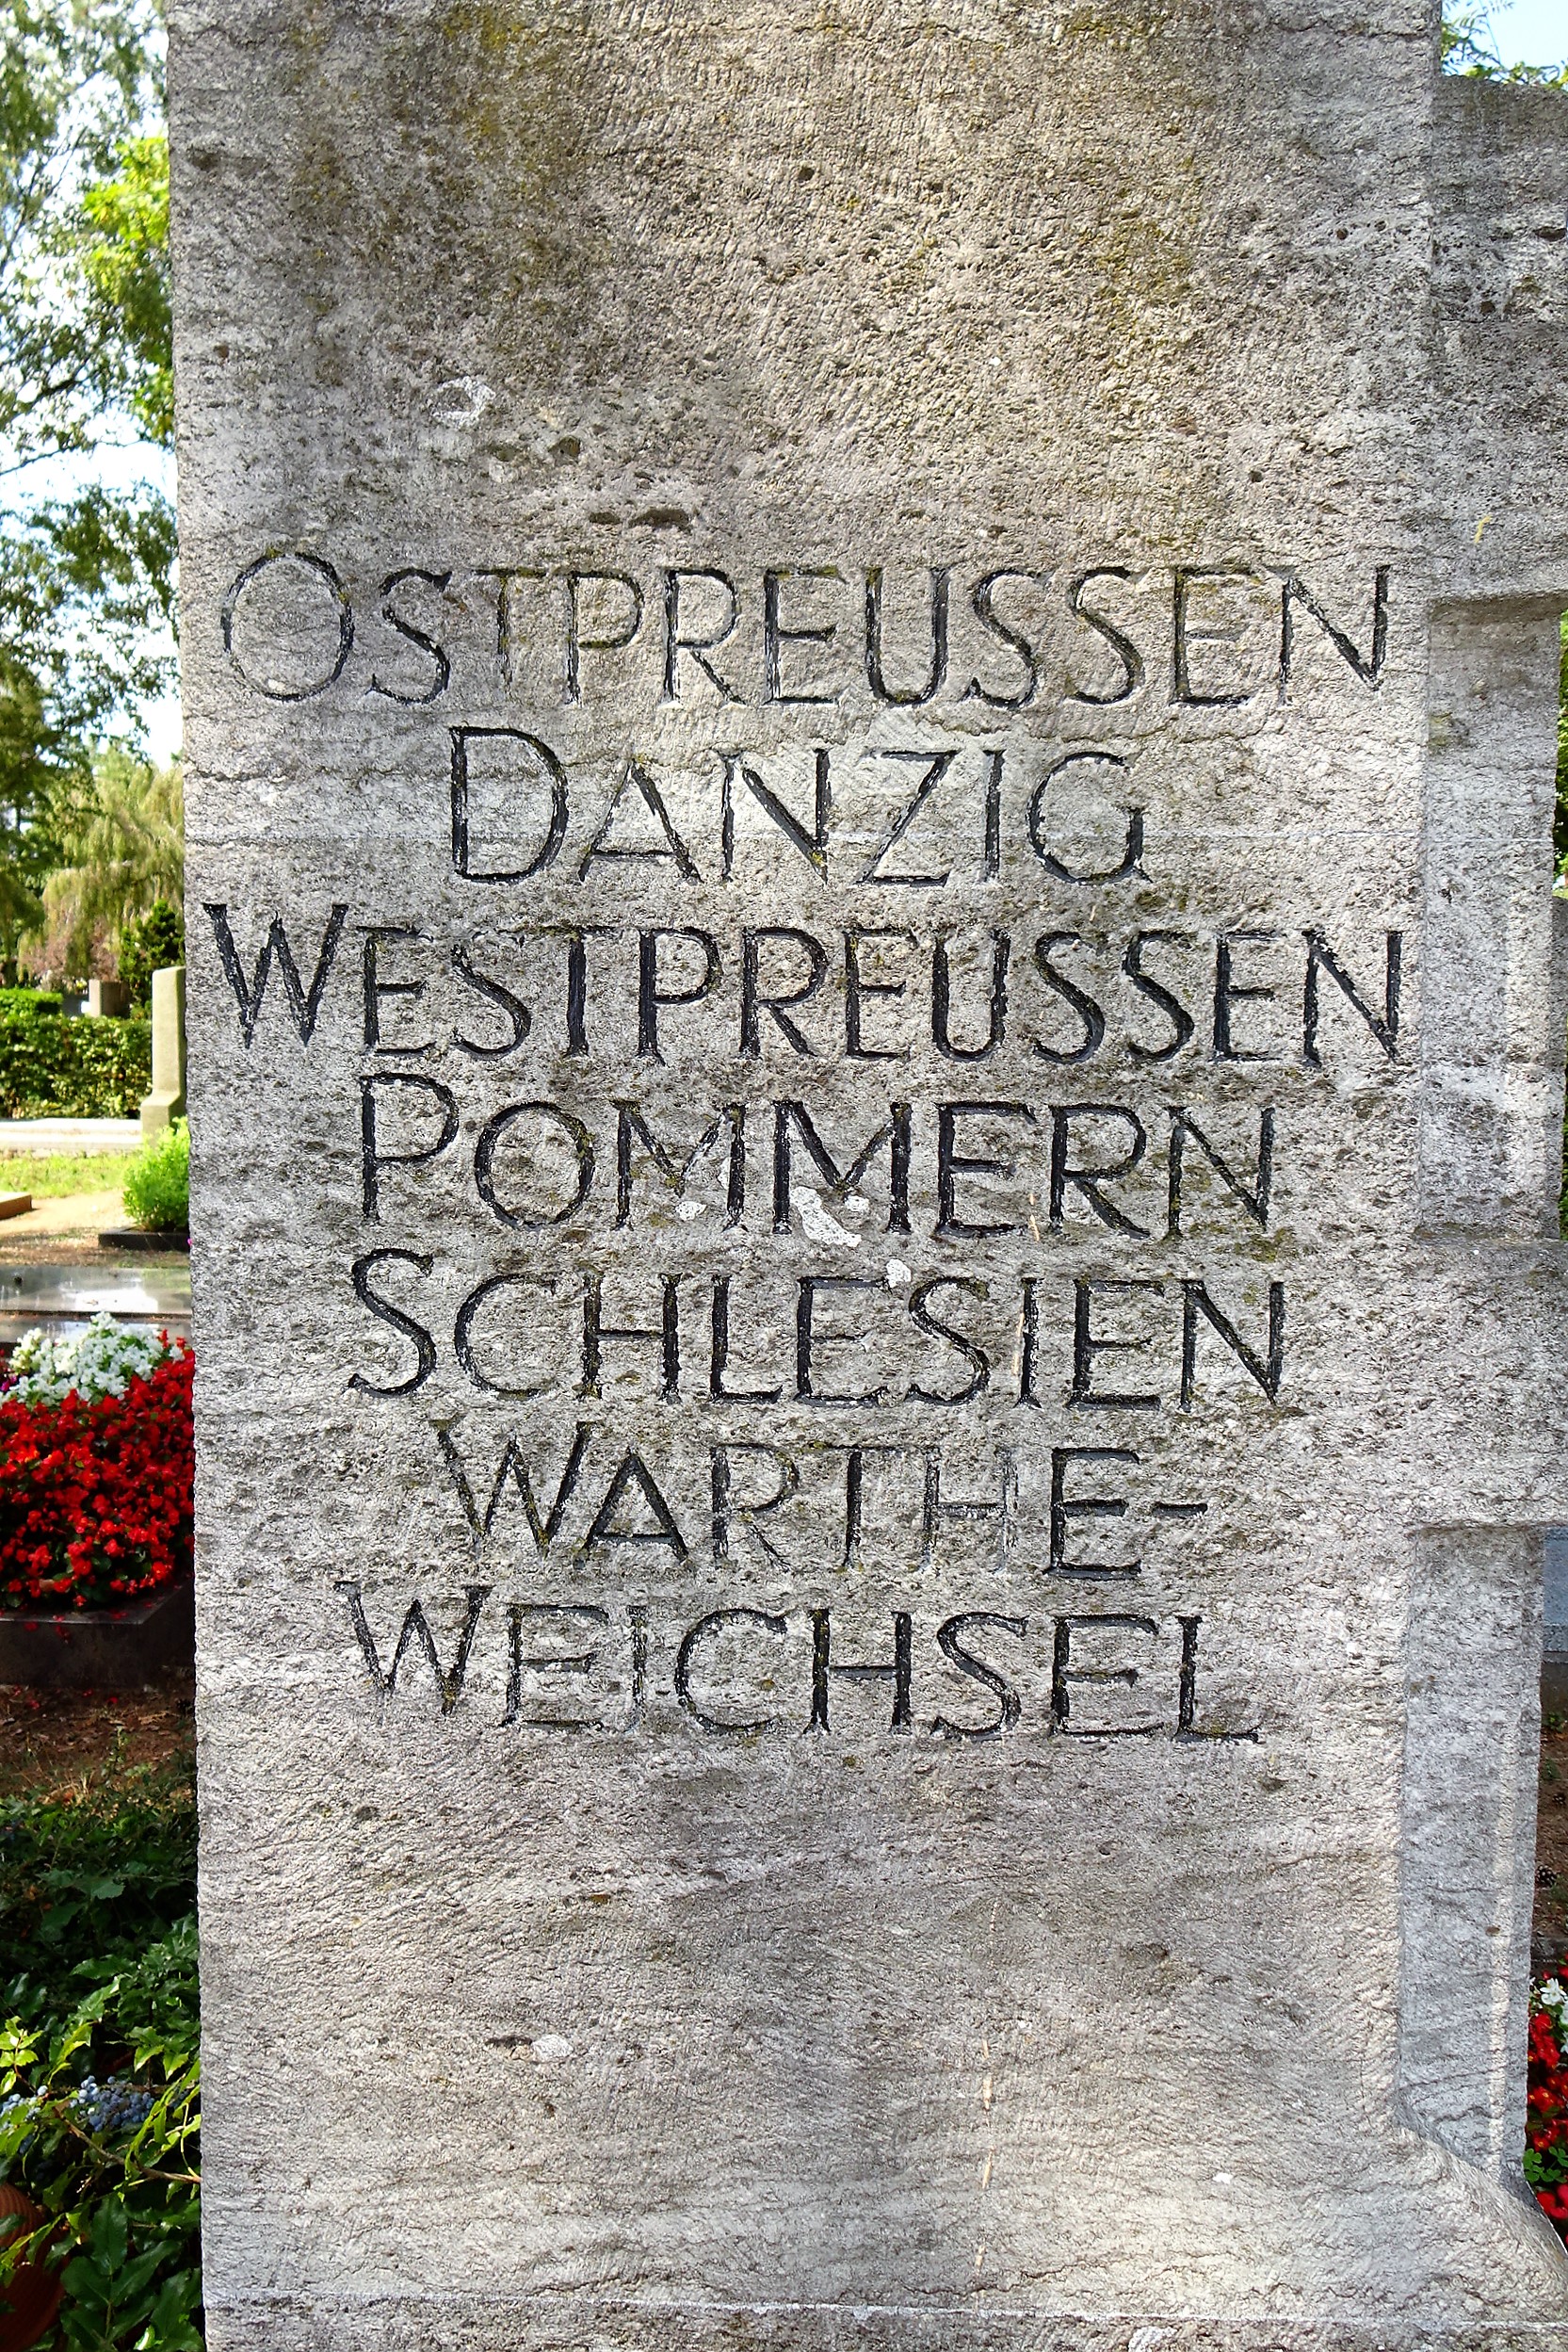 OSTPREUSSEN
DANZIG
WESTPREUSSEN
POMMERN
SCHLESIEN
WARTHE-
WEICHSEL